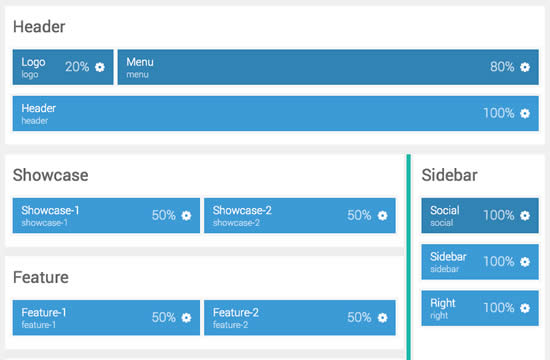 Header
Logo 20%
logo
Menu 80%
menu
Header 100%
header
Showcase
Showcase-1 50%
showcase-1
Showcase-2 50%
showcase-2
Feature
Feature-1 50%
feature-1
Feature-2 50%
feature-2
Sidebar
Social 100%
social
Sidebar 100%
sidebar
Right 100%
right